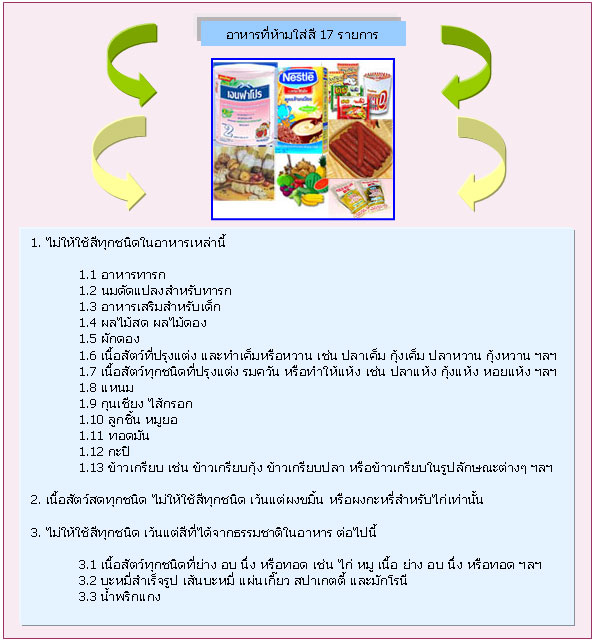 อาหารที่ห้ามใส่สี 17 รายการ
เอนฟาโปร
2
Nestle
1. ไม่ให้ใช้สีทุกชนิดในอาหารเหล่านี้
1.1 อาหารทารก
1.2 นมดัดแปลงสำหรับทารก
1.3 อาหารเสริมสำหรับเด็ก
1.4 ผลไม้สด ผลไม้ดอง
1.5 ผักดอง
1.6 เนื้อสัตว์ที่ปรุงแต่ง และทำเค็มหรือหวาน เช่น ปลาเค็ม กุ้งเค็ม ปลาหวาน กุ้งหวาน ฯลฯ
1.7 เนื้อสัตว์ทุกชนิดที่ปรุงแต่ง รมควัน หรือทำให้แห้ง เช่น ปลาแห้ง กุ้งแห้ง หอยแห้ง ฯลฯ
1.8 แหนม
1.9 กุนเชียง ไส้กรอก
1.10 ลูกชิ้น หมูยอ
1.11 ทอดมัน
1.12 กะปิ
1.13 ข้าวเกรียบ เช่น ข้าวเกรียบกุ้ง ข้าวเกรียบปลา หรือข้าวเกรียบในรูปลักษณะต่างๆ ฯลฯ
2. เนื้อสัตว์สดทุกชนิด ไม่ให้ใช้สีทุกชนิด เว้นแต่ผงขมิ้น หรือผงกะหรี่สำหรับไก่เท่านั้น
3. ไม่ให้ใช้สีทุกชนิด เว้นแต่สีที่ได้จากธรรมชาติในอาหาร ต่อไปนี้
3.1 เนื้อสัตว์ทุกชนิดที่ย่าง อบ นึ่ง หรือทอด เช่น ไก่ หมู เนื้อ ย่าง อบ นึ่ง หรือทอด ฯลฯ
3.2 บะหมี่สำเร็จรูป เส้นบะหมี่ แผ่นเกี๊ยว สปาเกตตี้ และมักโรนี
3.3 น้ำพริกแกง